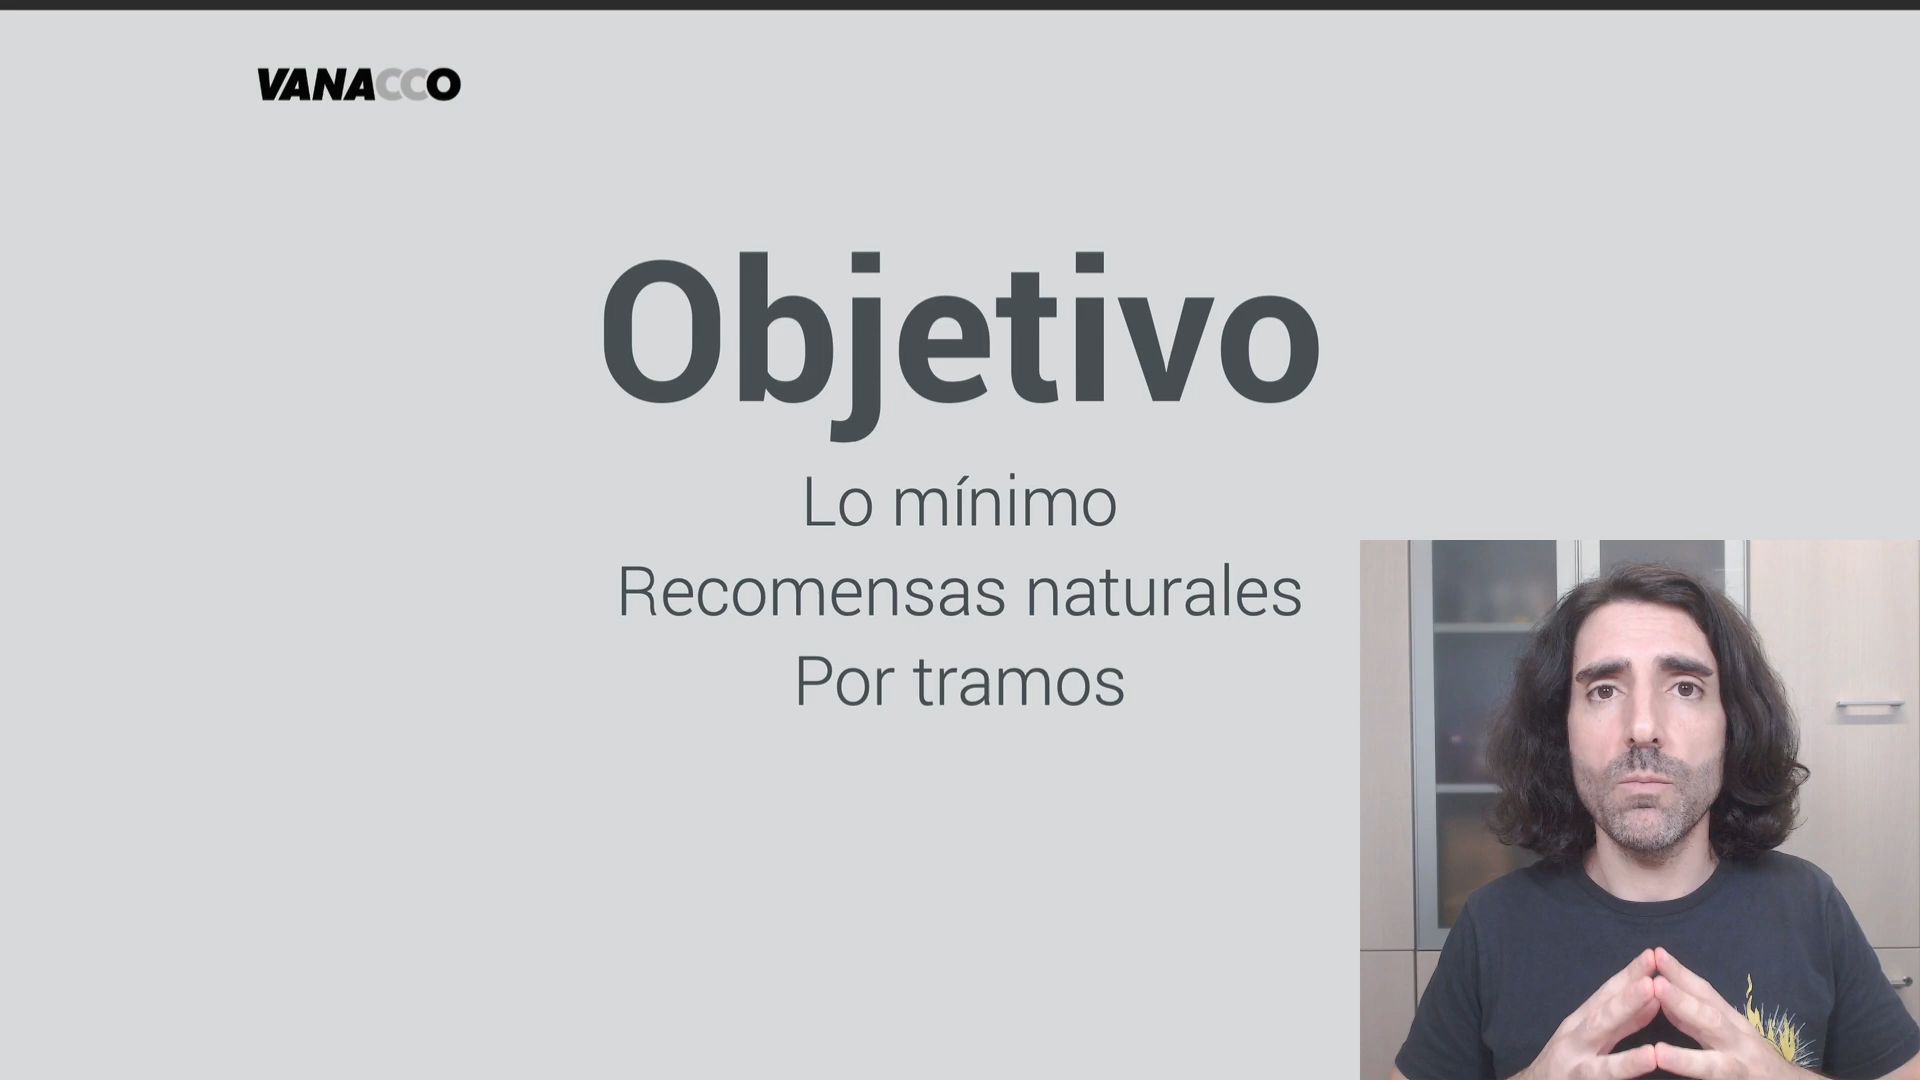 VANACCO
Objetivo
Lo mínimo
Recomensas naturales
Por tramos